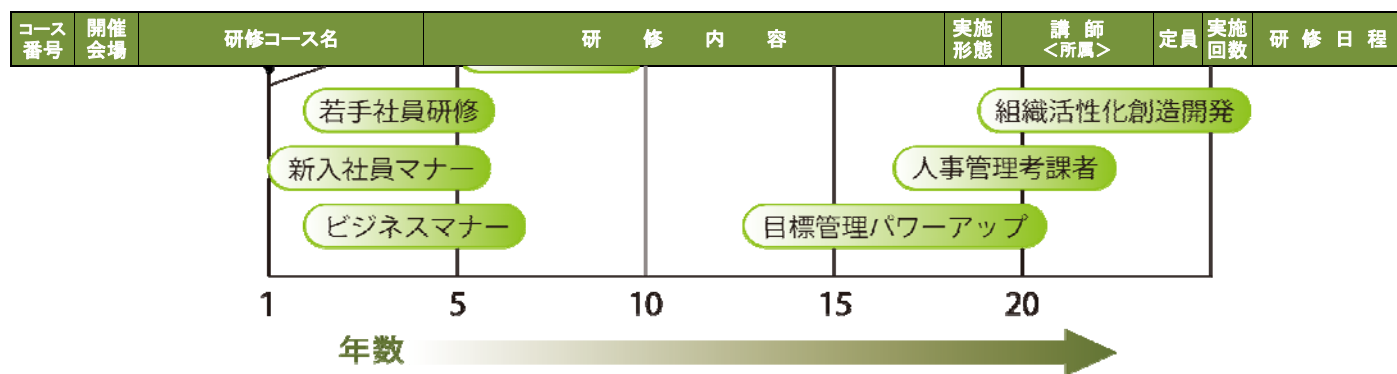 コース番号 開催会場 研修コース名 研修内容 実施形態 講師<所属> 定員 実施回数 研修日程
若手社員研修 組織活性化創造開発
新入社員マナー 人事管理考課者
ビジネスマナー 目標管理パワーアップ
1 5 10 15 20
年数